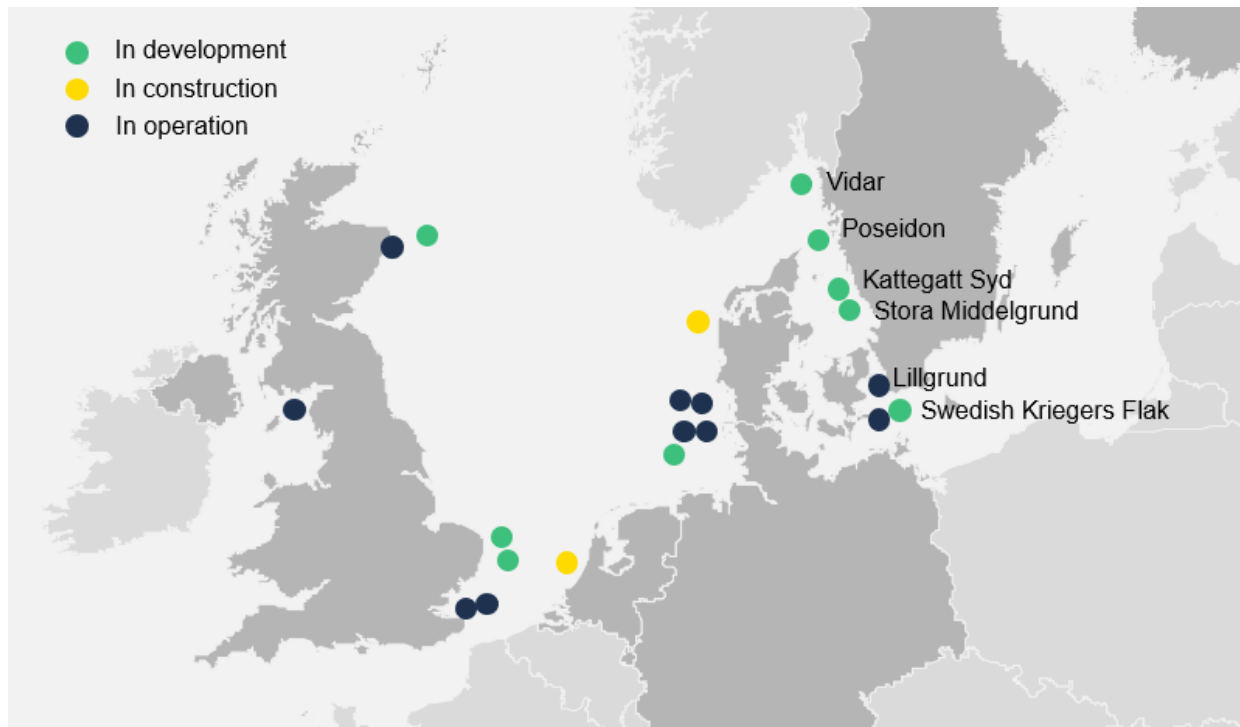 In development
In construction
In operation
Vidar
Poseidon
Kattegatt Syd
Stora Middelgrund
Lillgrund
Swedish Kriegers Flak